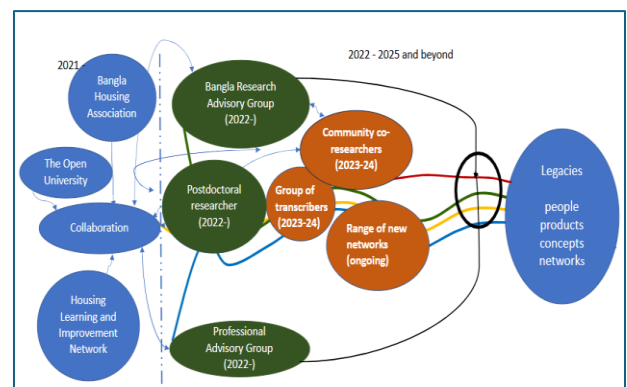 2021 -
2022 - 2025 and beyond
Bangla
Housing
Association
The Open
University
Collaboration
Housing
Learning and
Improvement
Network
Bangla Research
Advisory Group
(2022-)
Postdoctoral
researcher
(2022-)
Professional
Advisory Group
(2022-)
Community co-
researchers
(2023-24)
Group of
transcribers
(2023-24)
Range of new
networks
(ongoing)
Legacies
people
products
concepts
networks